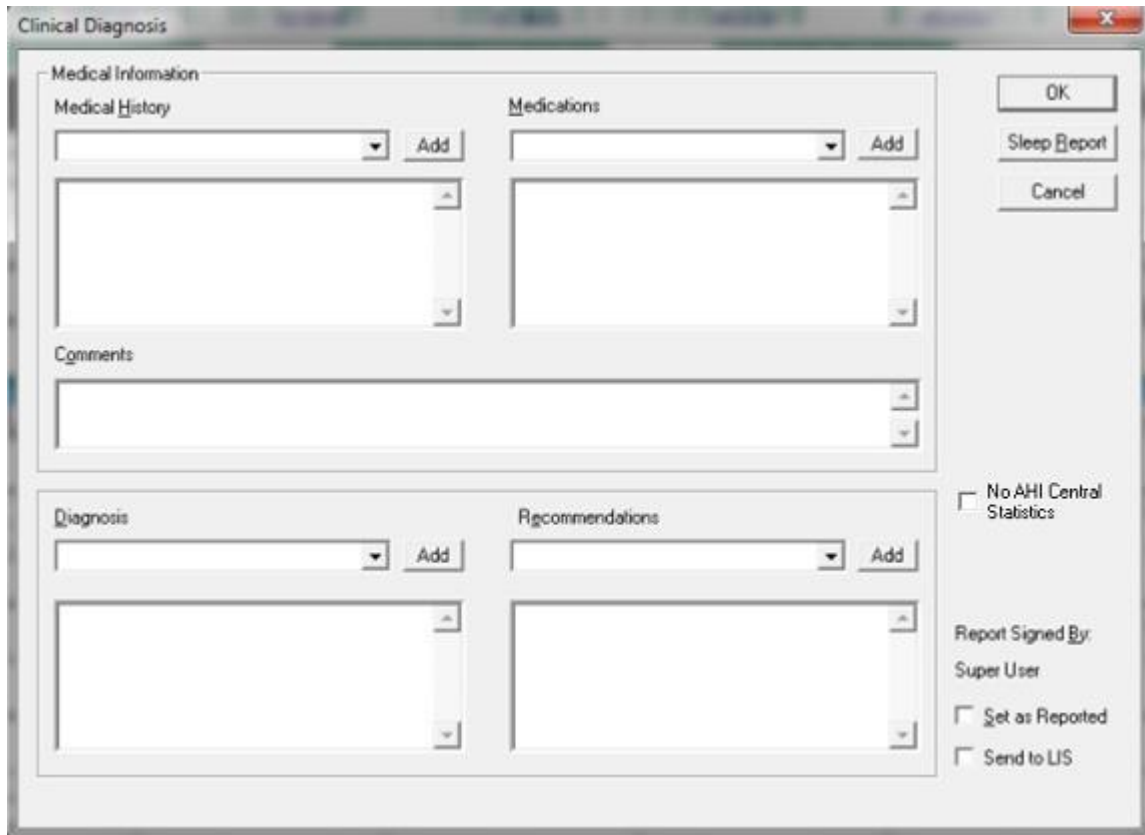 Clinical Diagnosis
Medical Information
Medical History
Medications
Add
Add
Comments
Diagnosis
Recommendations
Add
Add
OK
Sleep Report
Cancel
No AHI Central
Statistics
Report Signed By:
Super User
Set as Reported
Send to LIS